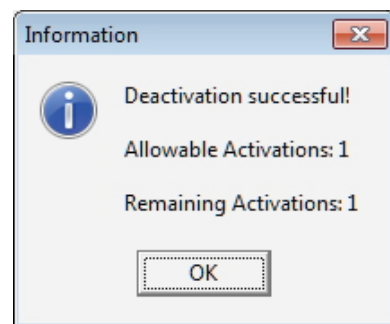 Information
Deactivation successful!
Allowable Activations: 1
Remaining Activations: 1
OK